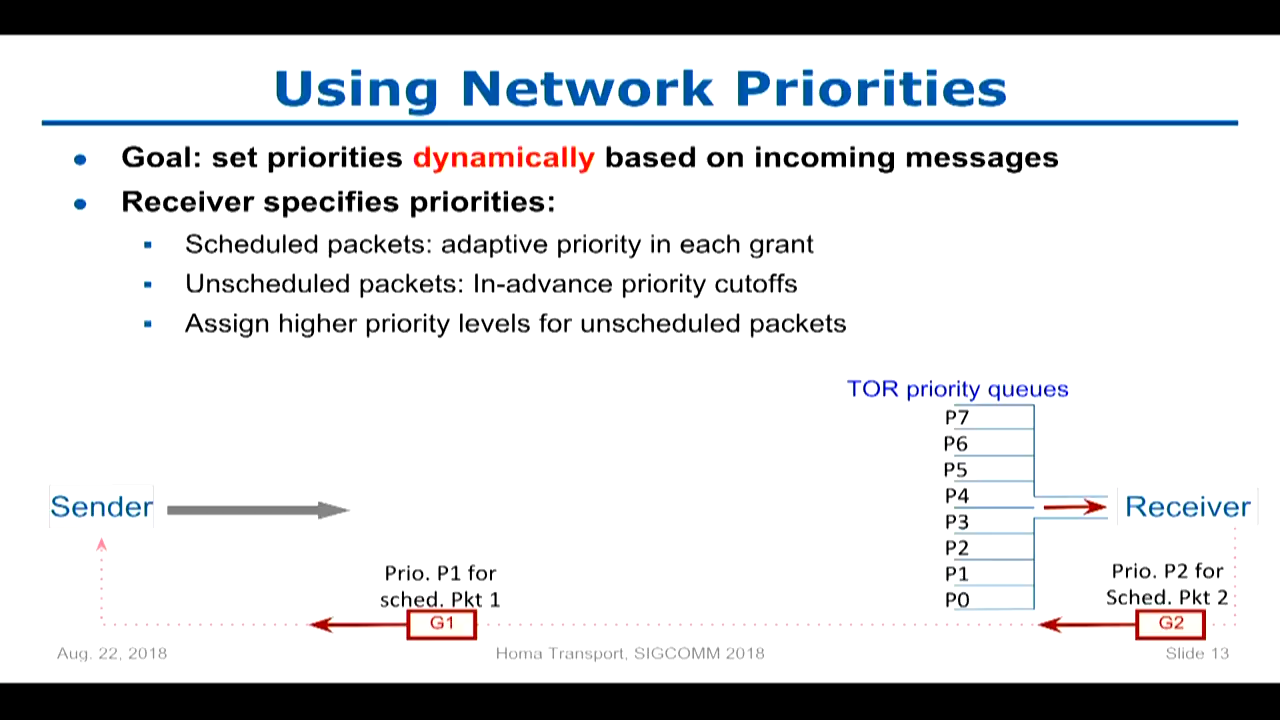 Using Network Priorities
Goal: set priorities dynamically based on incoming messages
Receiver specifies priorities:
Scheduled packets: adaptive priority in each grant
Unscheduled packets: In-advance priority cutoffs
Assign higher priority levels for unscheduled packets
TOR priority queues
P7
P6
P5
P4
P3
P2
P1
P0
Sender
Receiver
Prio. P1 for
sched. Pkt 1
G1
Prio. P2 for
Sched. Pkt 2
G2
Aug. 22, 2018
Homa Transport, SIGCOMM 2018
Slide 13